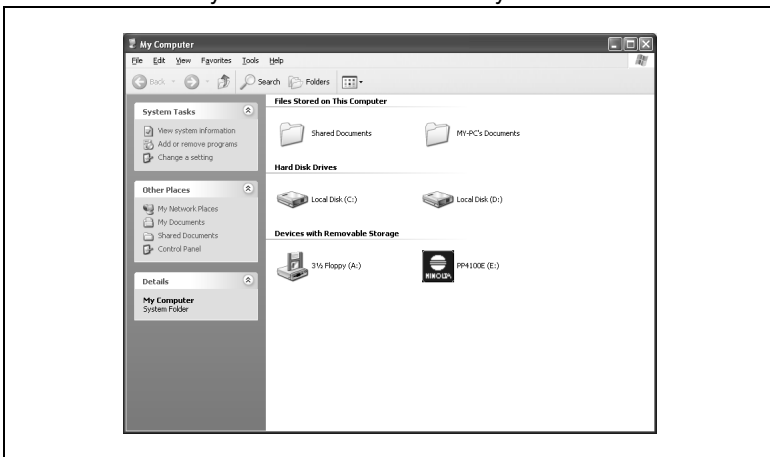 My Computer
File Edit View Favorites Tools Help
Back Search Folders
System Tasks
View system information
Add or remove programs
Change a setting
Other Places
My Network Places
My Documents
Shared Documents
Control Panel
Details
My Computer
System Folder
Files Stored on This Computer
Shared Documents MY-PC's Documents
Hard Disk Drives
Local Disk (C:) Local Disk (D:)
Devices with Removable Storage
3½ Floppy (A:) MINOLTA PP4100E (E:)